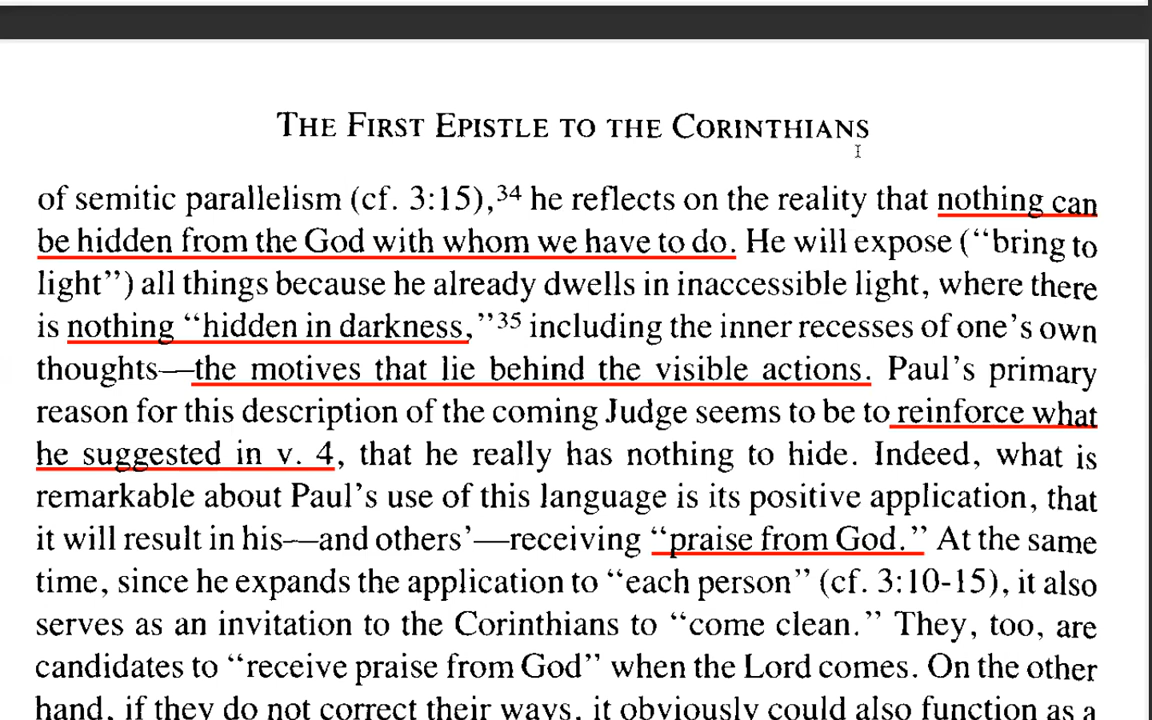 THE FIRST EPISTLE TO THE CORINTHIANS
of semitic parallelism (cf. 3:15),34 he reflects on the reality that nothing can
be hidden from the God with whom we have to do. He will expose (“bring to
light”) all things because he already dwells in inaccessible light, where there
is nothing “hidden in darkness,”35 including the inner recesses of one’s own
thoughts—the motives that lie behind the visible actions. Paul’s primary
reason for this description of the coming Judge seems to be to reinforce what
he suggested in v. 4, that he really has nothing to hide. Indeed, what is
remarkable about Paul’s use of this language is its positive application, that
it will result in his—and others’—receiving “praise from God.” At the same
time, since he expands the application to “each person” (cf. 3:10-15), it also
serves as an invitation to the Corinthians to “come clean.” They, too, are
candidates to “receive praise from God” when the Lord comes. On the other
hand, if they do not correct their ways, it obviously could also function as a